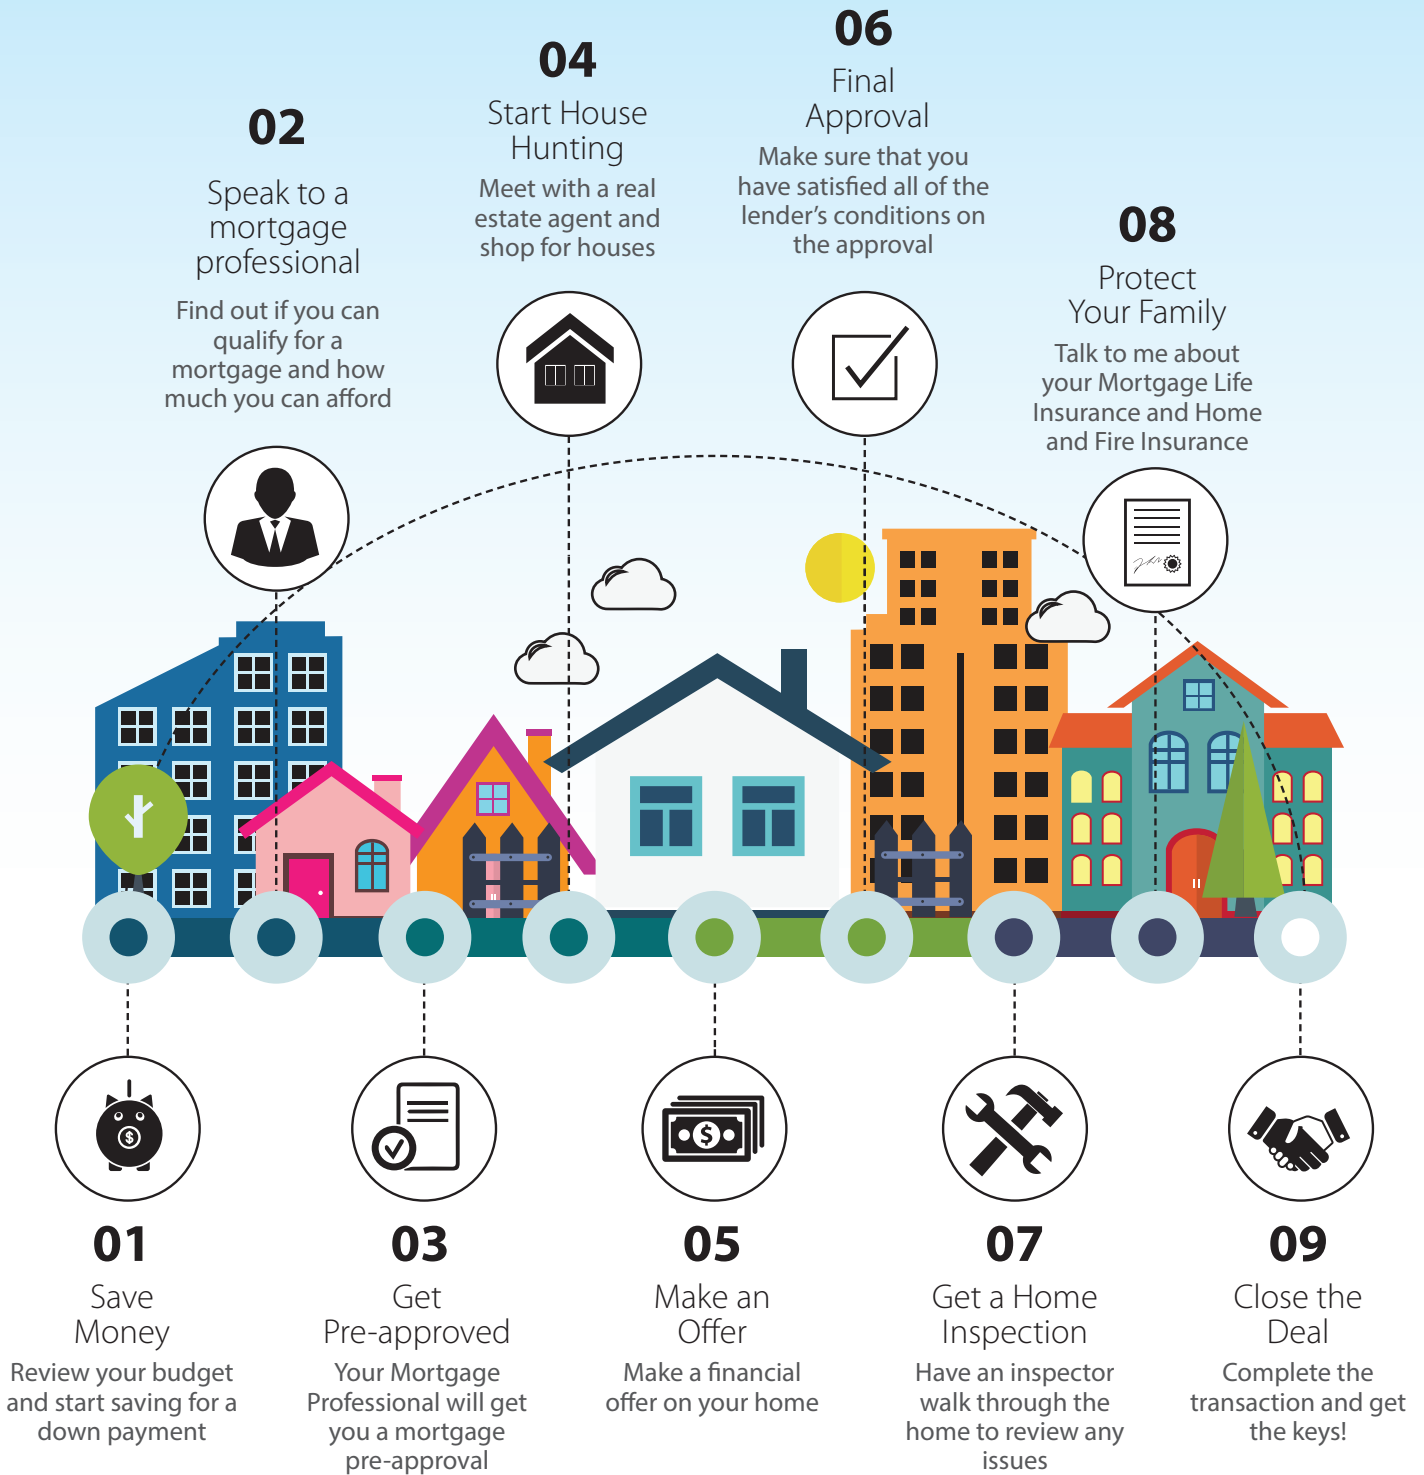 01
Save
Money
Review your budget
and start saving for a
down payment
02
Speak to a
mortgage
professional
Find out if you can
qualify for a
mortgage and how
much you can afford
03
Get
Pre-approved
Your Mortgage
Professional will get
you a mortgage
pre-approval
04
Start House
Hunting
Meet with a real
estate agent and
shop for houses
05
Make an
Offer
Make a financial
offer on your home
06
Final
Approval
Make sure that you
have satisfied all of the
lender’s conditions on
the approval
07
Get a Home
Inspection
Have an inspector
walk through the
home to review any
issues
08
Protect
Your Family
Talk to me about
your Mortgage Life
Insurance and Home
and Fire Insurance
09
Close the
Deal
Complete the
transaction and get
the keys!
$
$